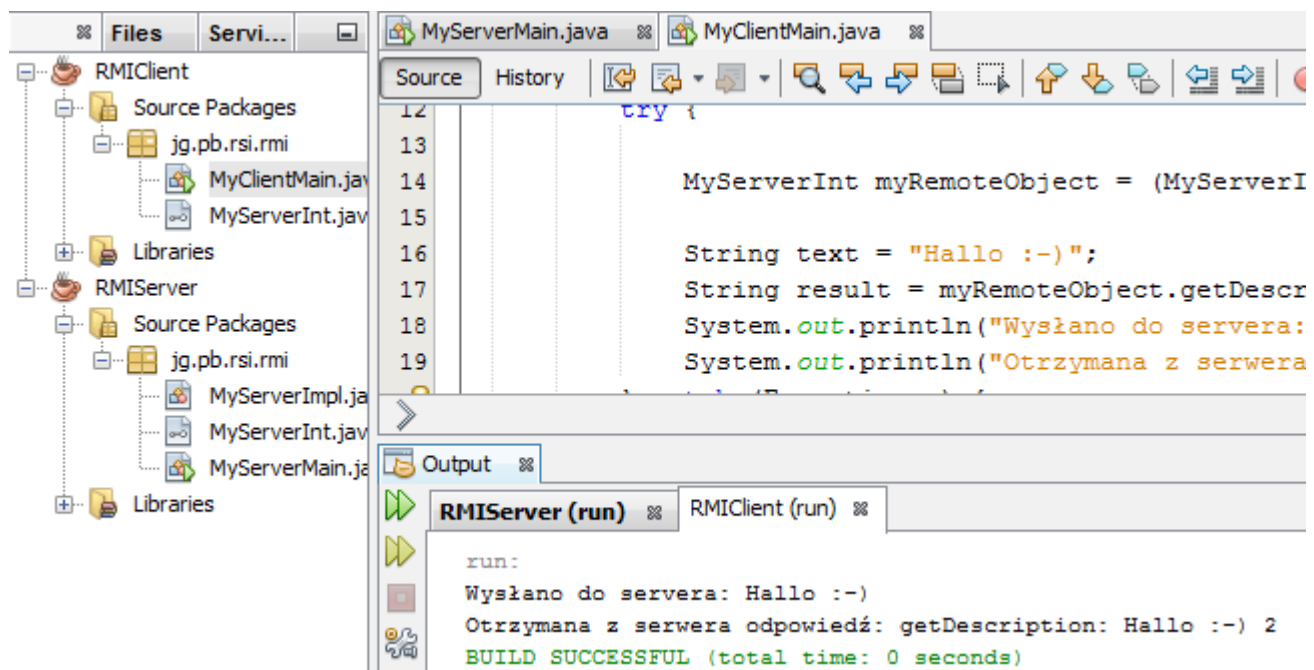 Files Servi...
RMIClient
Source Packages
jg.pb.rsi.rmi
MyClientMain.jav
MyServerInt.jav
Libraries
RMIServer
Source Packages
jg.pb.rsi.rmi
MyServerImpl.ja
MyServerInt.jav
MyServerMain.ja
Libraries
MyServerMain.java MyClientMain.java
Source History
12 try {
13
14 MyServerInt myRemoteObject = (MyServerI
15
16 String text = "Hallo :-)";
17 String result = myRemoteObject.getDescr
18 System.out.println("Wysłano do servera:
19 System.out.println("Otrzymana z serwera
Output
RMIServer (run) RMIClient (run)
run:
Wysłano do servera: Hallo :-)
Otrzymana z serwera odpowiedź: getDescription: Hallo :-) 2
BUILD SUCCESSFUL (total time: 0 seconds)